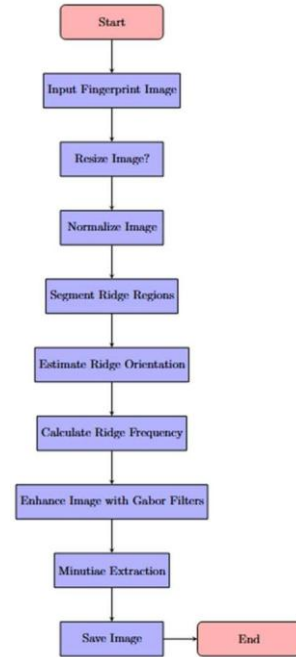 Start
Input Fingerprint Image
Resize Image?
Normalize Image
Segment Ridge Regions
Estimate Ridge Orientation
Calculate Ridge Frequency
Enhance Image with Gabor Filters
Minutiae Extraction
Save Image
End